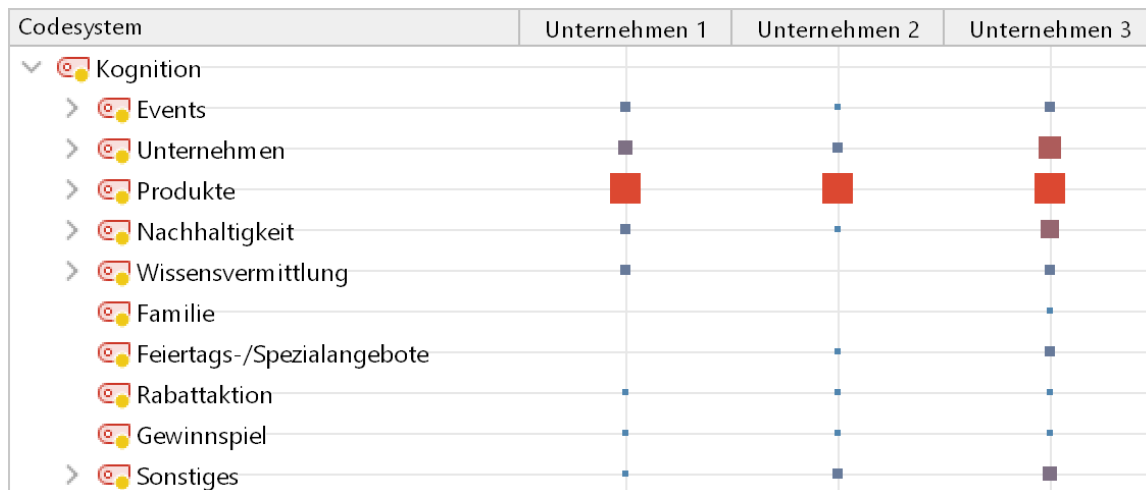 Codesystem Unternehmen 1 Unternehmen 2 Unternehmen 3
Kognition
Events
Unternehmen
Produkte
Nachhaltigkeit
Wissensvermittlung
Familie
Feiertags-/Spezialangebote
Rabattaktion
Gewinnspiel
Sonstiges